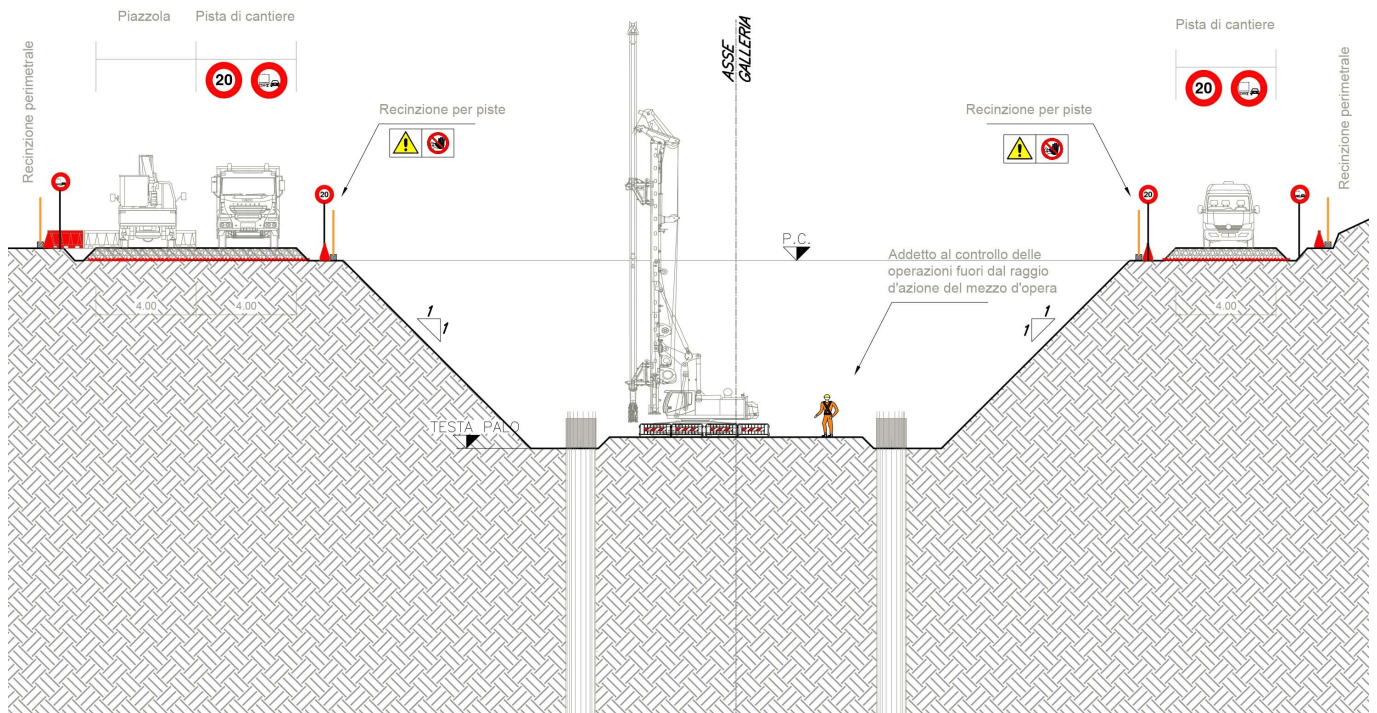 Piazzola
Pista di cantiere
20
Recinzione perimetrale
Recinzione per piste
20
ASSE
GALLERIA
Pista di cantiere
20
Recinzione per piste
Recinzione perimetrale
20
P.C.
Addetto al controllo delle
operazioni fuori dal raggio
d'azione del mezzo d'opera
4.00
4.00
4.00
1
1
1
1
TESTA PALO